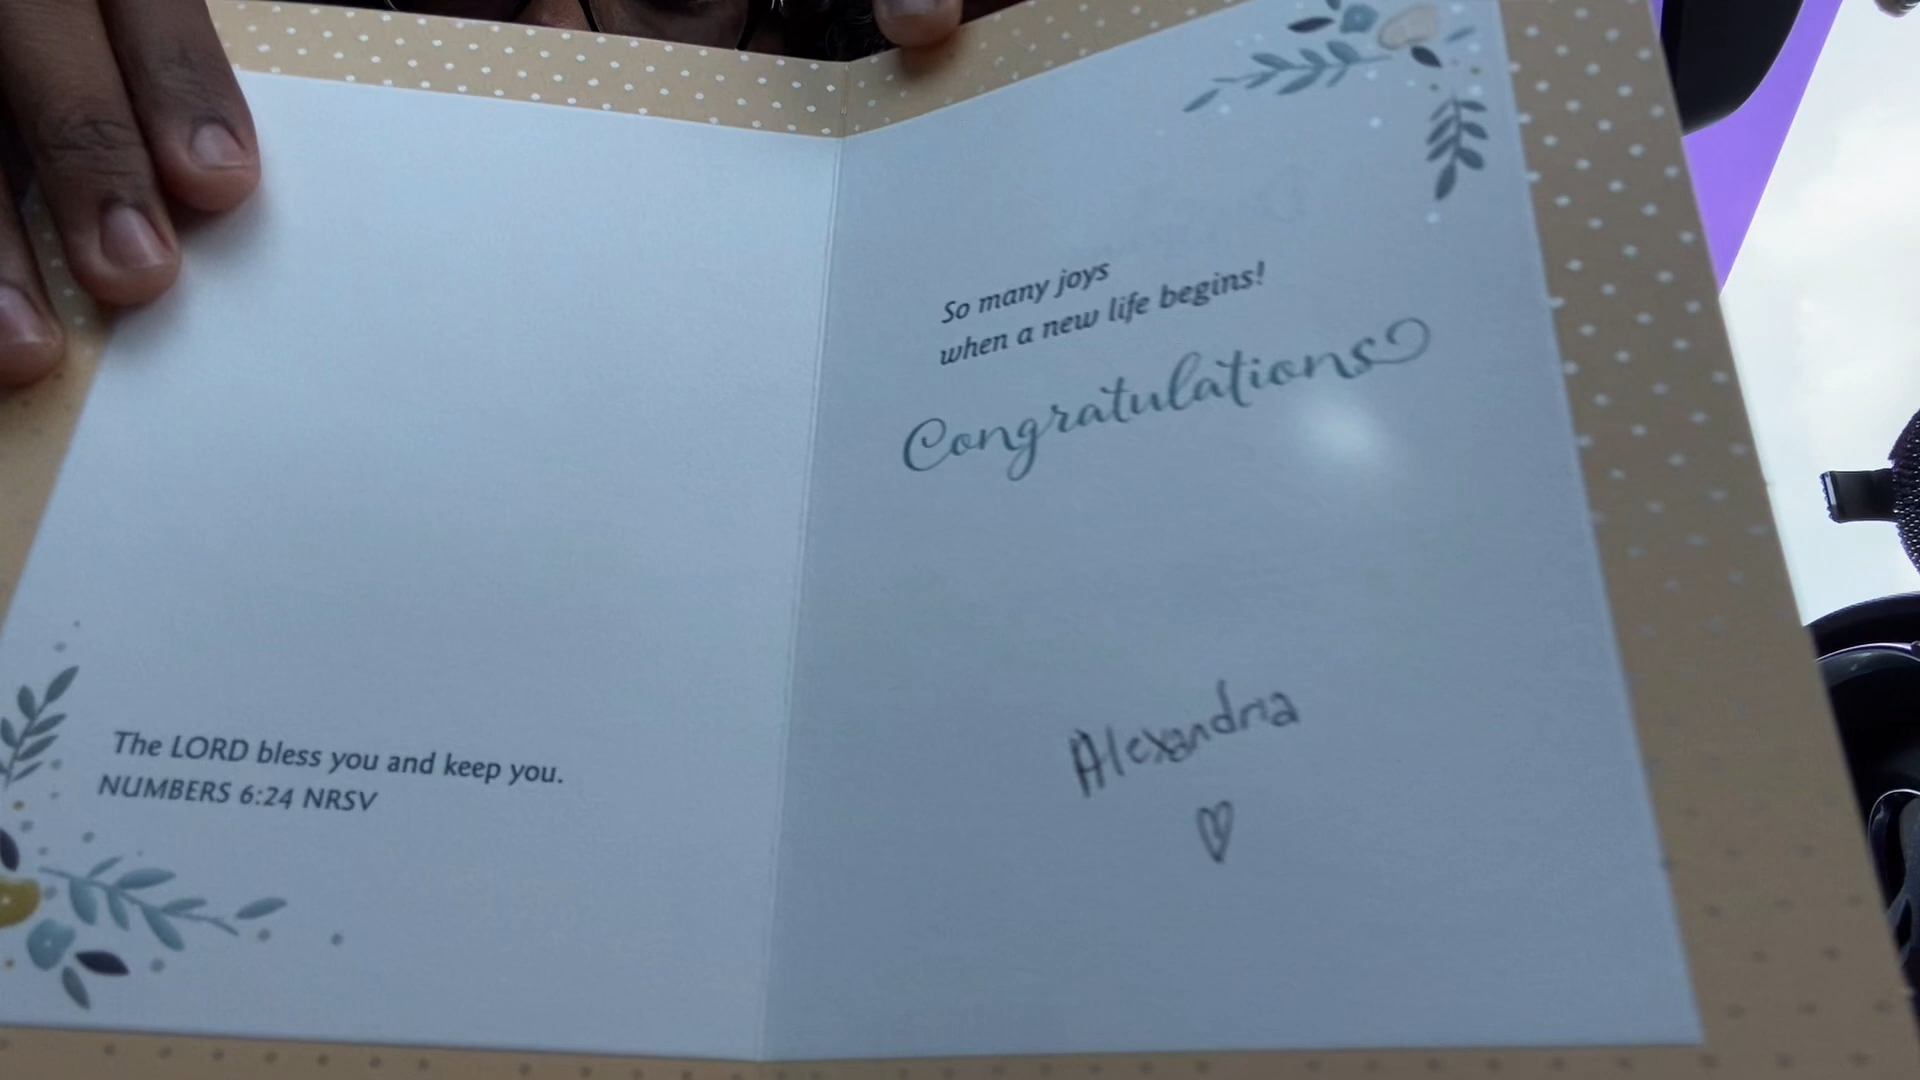 The LORD bless you and keep you.
NUMBERS 6:24 NRSV
So many joys
when a new life begins!
Congratulations
Alexandria